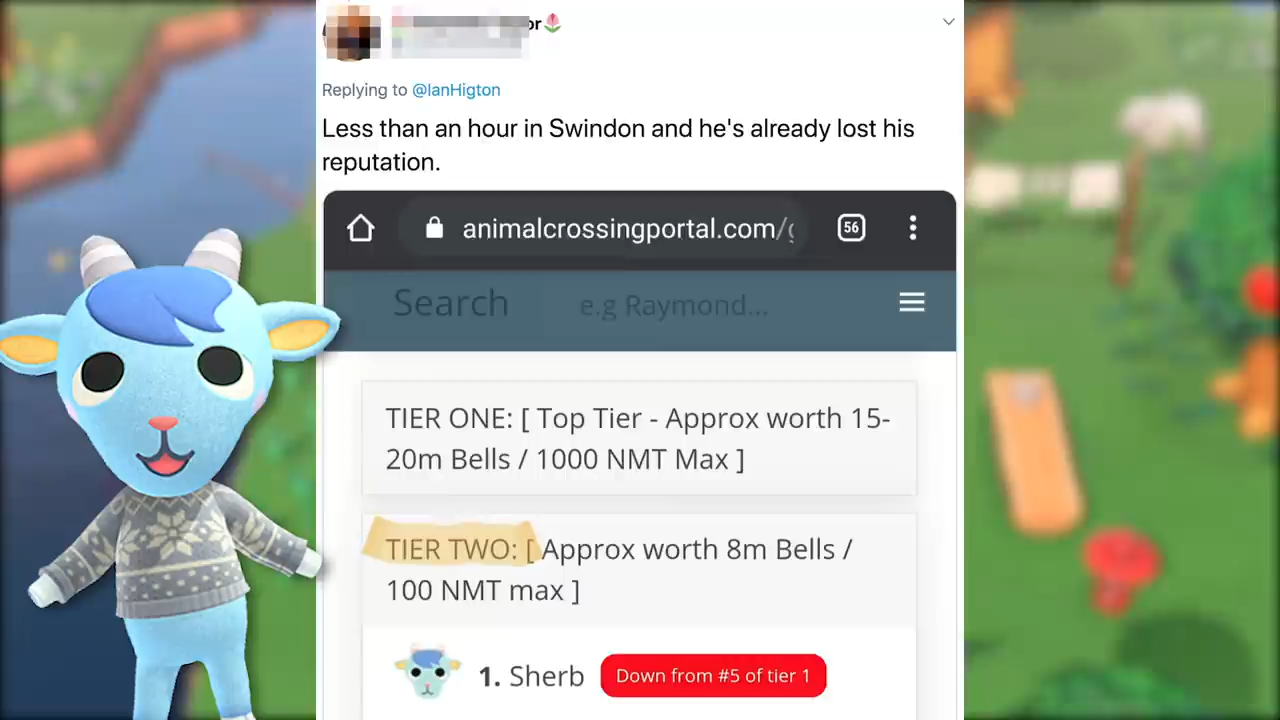 or
Replying to @IanHigton
Less than an hour in Swindon and he's already lost his
reputation.
animalcrossingportal.com/g
56
Search e.g Raymond...
TIER ONE: [ Top Tier - Approx worth 15-
20m Bells / 1000 NMT Max ]
TIER TWO: [ Approx worth 8m Bells /
100 NMT max ]
1. Sherb Down from #5 of tier 1